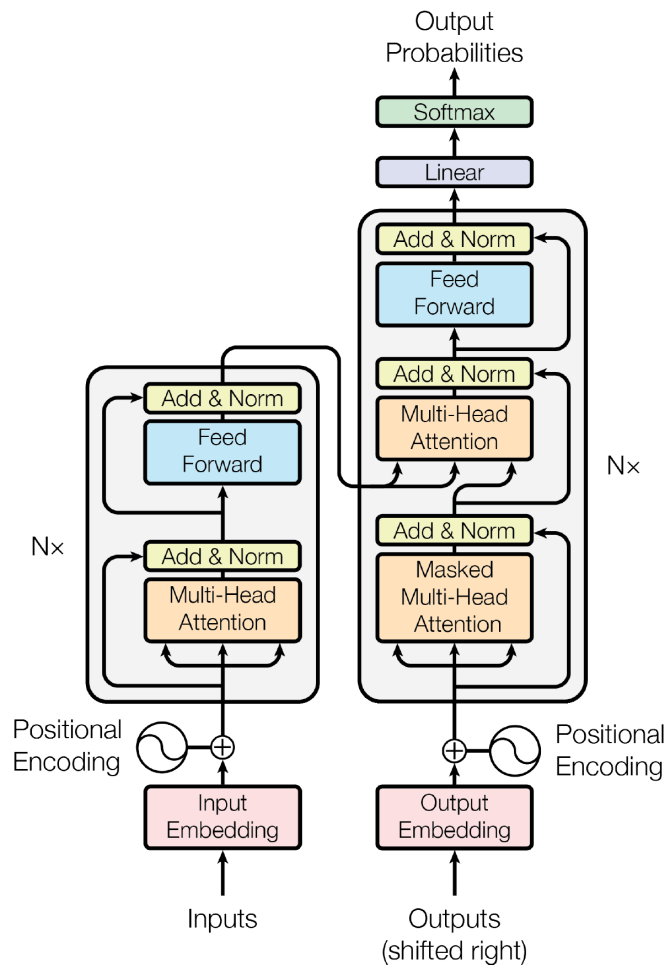 Output
Probabilities
Softmax
Linear
Add & Norm
Feed
Forward
Add & Norm
Multi-Head
Attention
Nx
Add & Norm
Masked
Multi-Head
Attention
Add & Norm
Feed
Forward
Nx
Add & Norm
Multi-Head
Attention
Positional
Encoding
Positional
Encoding
Input
Embedding
Output
Embedding
Inputs
Outputs
(shifted right)